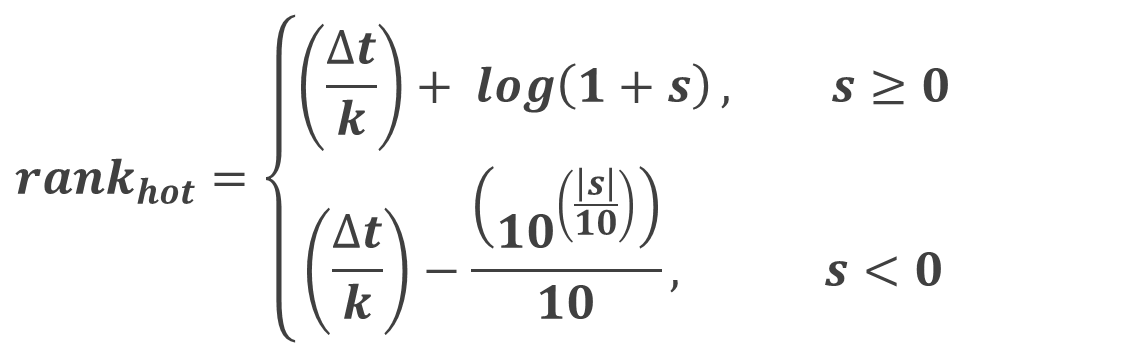 rank_hot = { (Δt/k) + log(1 + s), s ≥ 0
(Δt/k) − (10^(|s|/10))/10, s < 0